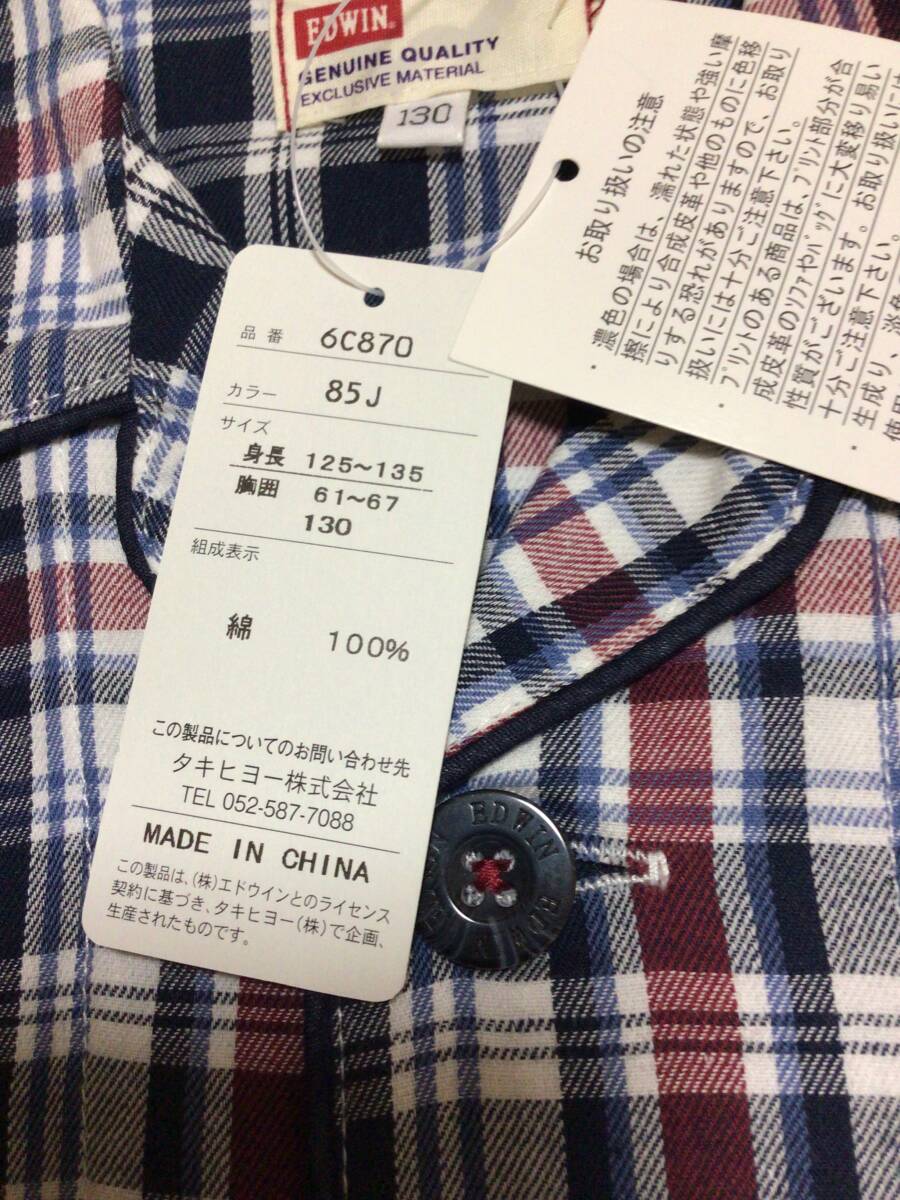 EDWIN
GENUINE QUALITY
EXCLUSIVE MATERIAL
130
品番 6C870
カラー 85J
サイズ
身長 125~135
胸囲 61~67
130
組成表示
綿 100%
この製品についてのお問い合わせ先
タキヒヨー株式会社
TEL 052-587-7088
MADE IN CHINA
この製品は、(株)エドウインとのライセンス
契約に基づき、タキヒヨー(株)で企画、
生産されたものです。
お取り扱いの注意
濃色の場合は、濡れた状態や強い摩
擦により合成皮革や他のものに色移
りする恐れがありますので、お取り
扱いには十分ご注意下さい。
・プリントのある商品は、プリント部分が合
成皮革のソファやバッグに大変移り易い
性質がございます。お取り扱いには
十分ご注意下さい。
・生成り、淡色
使用
EDWIN
EDWIN